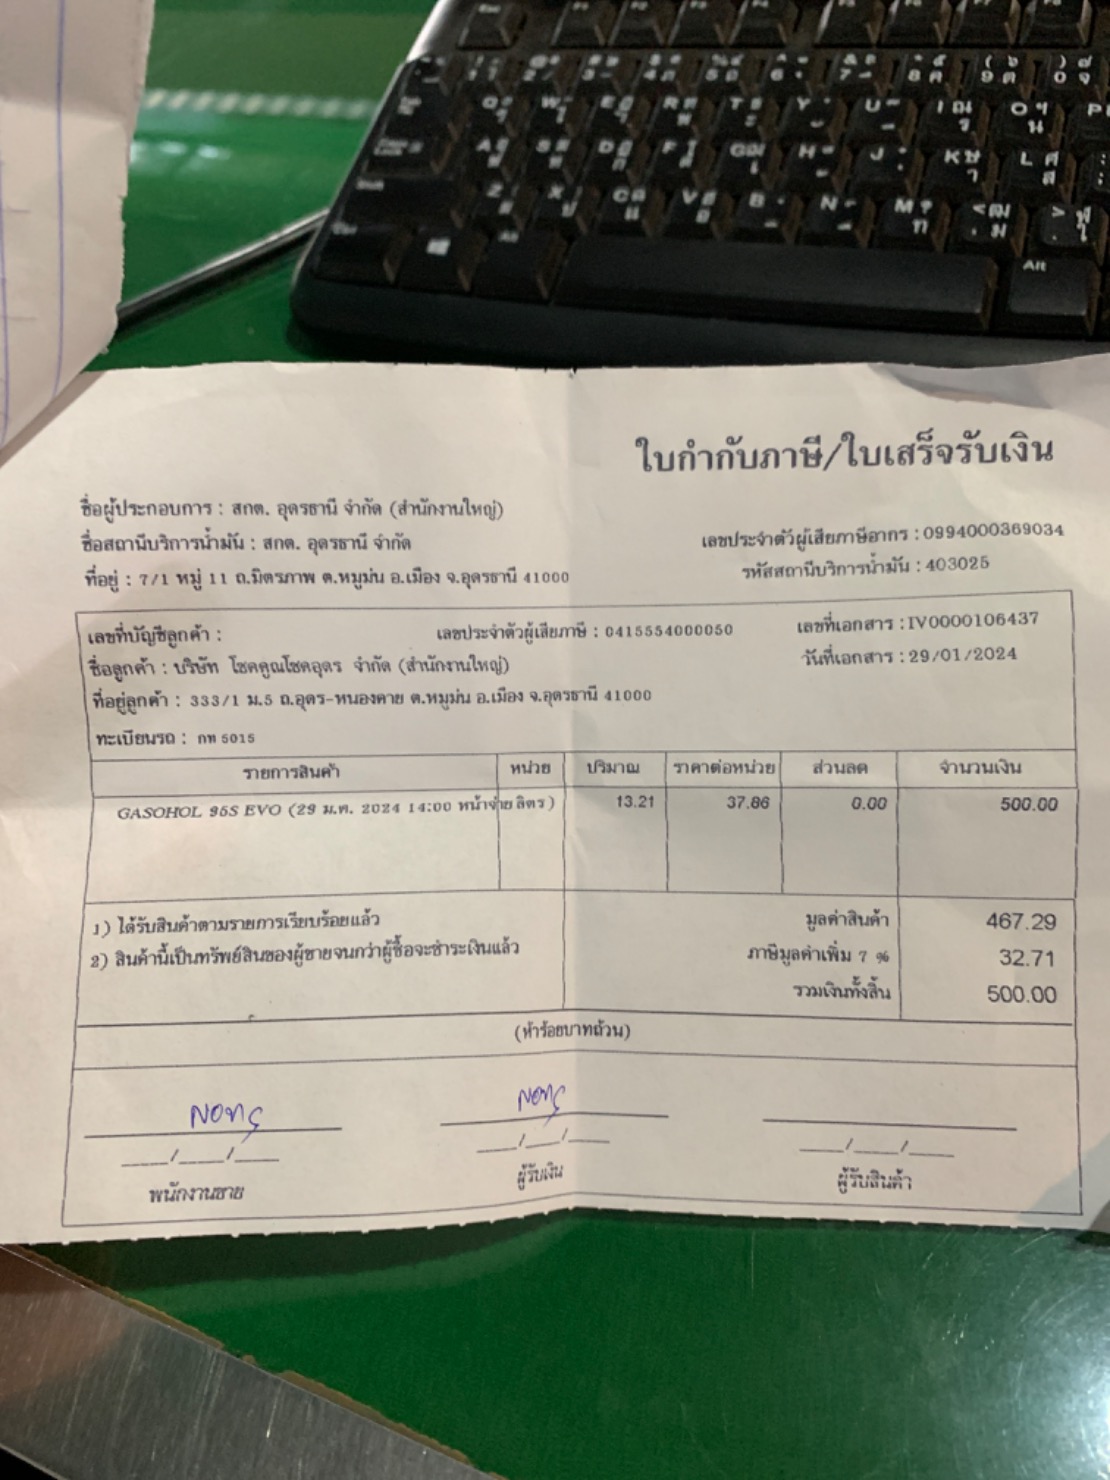 ใบกำกับภาษี/ใบเสร็จรับเงิน
ชื่อผู้ประกอบการ : สกต. อุดรธานี จำกัด (สำนักงานใหญ่)
ชื่อสถานีบริการน้ำมัน : สกต. อุดรธานี จำกัด
เลขประจำตัวผู้เสียภาษีอากร : 0994000369034
ที่อยู่ : 7/1 หมู่ 11 ถ.มิตรภาพ ต.หมูม่น อ.เมือง จ.อุดรธานี 41000
รหัสสถานีบริการน้ำมัน : 403025
เลขที่บัญชีลูกค้า : เลขประจำตัวผู้เสียภาษี : 0415554000050 เลขที่เอกสาร : IV0000106437
ชื่อลูกค้า : บริษัท โชคคูณโชคอุดร จำกัด (สำนักงานใหญ่) วันที่เอกสาร : 29/01/2024
ที่อยู่ลูกค้า : 333/1 ม.5 ถ.อุดร-หนองคาย ต.หมูม่น อ.เมือง จ.อุดรธานี 41000
ทะเบียนรถ : กท 5015
รายการสินค้า หน่วย ปริมาณ ราคาต่อหน่วย ส่วนลด จำนวนเงิน
GASOHOL 95S EVO (29 ม.ค. 2024 14:00 หน้าจ่าย ลิตร ) 13.21 37.86 0.00 500.00
1) ได้รับสินค้าตามรายการเรียบร้อยแล้ว มูลค่าสินค้า 467.29
2) สินค้านี้เป็นทรัพย์สินของผู้ขายจนกว่าผู้ซื้อจะชำระเงินแล้ว ภาษีมูลค่าเพิ่ม 7 % 32.71
รวมเงินทั้งสิ้น 500.00
(ห้าร้อยบาทถ้วน)
___/___/___ ___/___/___ ___/___/___
พนักงานขาย ผู้รับเงิน ผู้รับสินค้า